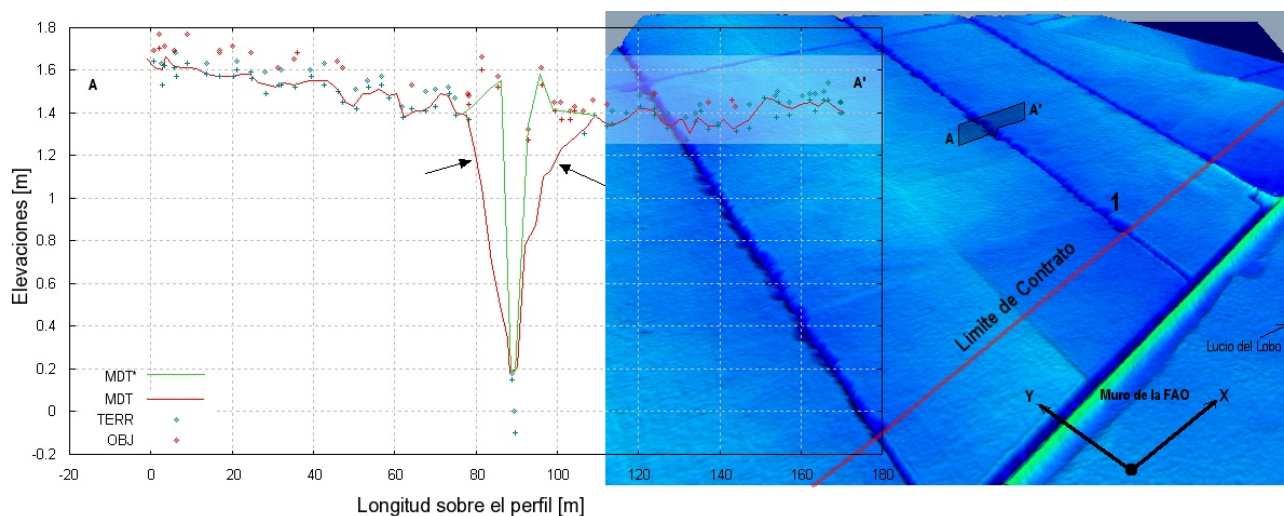 1.8
1.6
1.4
1.2
1
0.8
0.6
0.4
0.2
0
-0.2
Elevaciones [m]
A
A'
MDT*
MDT
TERR
OBJ
-20
0
20
40
60
80
100
120
140
160
180
Longitud sobre el perfil [m]
A
A'
1
Límite de Contrato
Lucio del Lobo
Muro de la FAO
Y
X